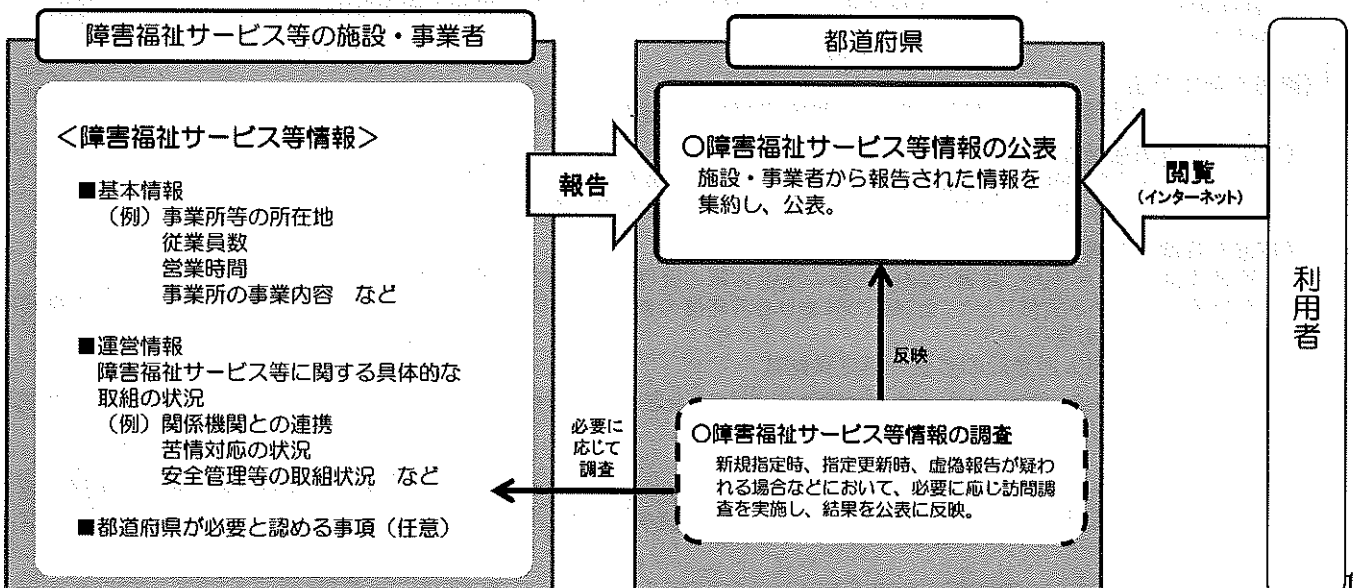 障害福祉サービス等の施設・事業者
＜障害福祉サービス等情報＞
■基本情報
（例）事業所等の所在地
従業員数
営業時間
事業所の事業内容　など
■運営情報
障害福祉サービス等に関する具体的な
取組の状況
（例）関係機関との連携
苦情対応の状況
安全管理等の取組状況　など
■都道府県が必要と認める事項（任意）
報告
必要に
応じて
調査
都道府県
〇障害福祉サービス等情報の公表
施設・事業者から報告された情報を
集約し、公表。
反映
〇障害福祉サービス等情報の調査
新規指定時、指定更新時、虚偽報告が疑わ
れる場合などにおいて、必要に応じ訪問調
査を実施し、結果を公表に反映。
閲覧
（インターネット）
利用者